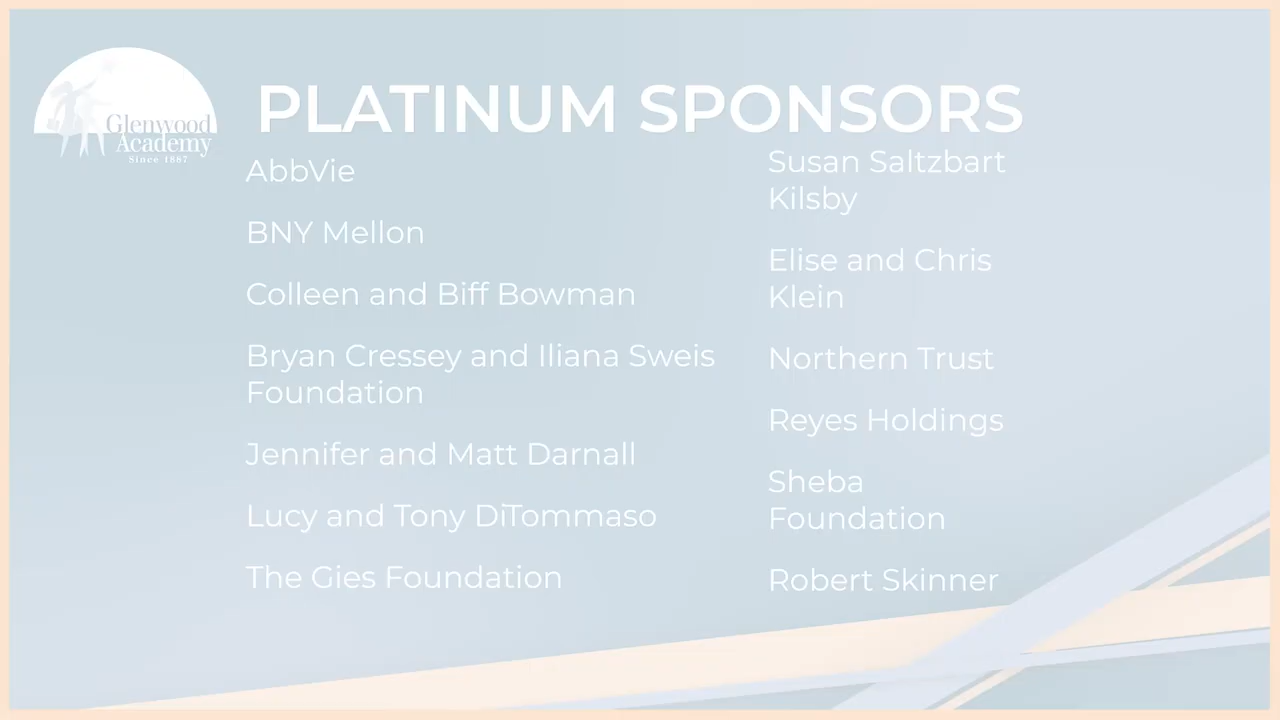 Glenwood
Academy
Since 1887
PLATINUM SPONSORS
AbbVie
BNY Mellon
Colleen and Biff Bowman
Bryan Cressey and Iliana Sweis
Foundation
Jennifer and Matt Darnall
Lucy and Tony DiTommaso
The Gies Foundation
Susan Saltzbart
Kilsby
Elise and Chris
Klein
Northern Trust
Reyes Holdings
Sheba
Foundation
Robert Skinner